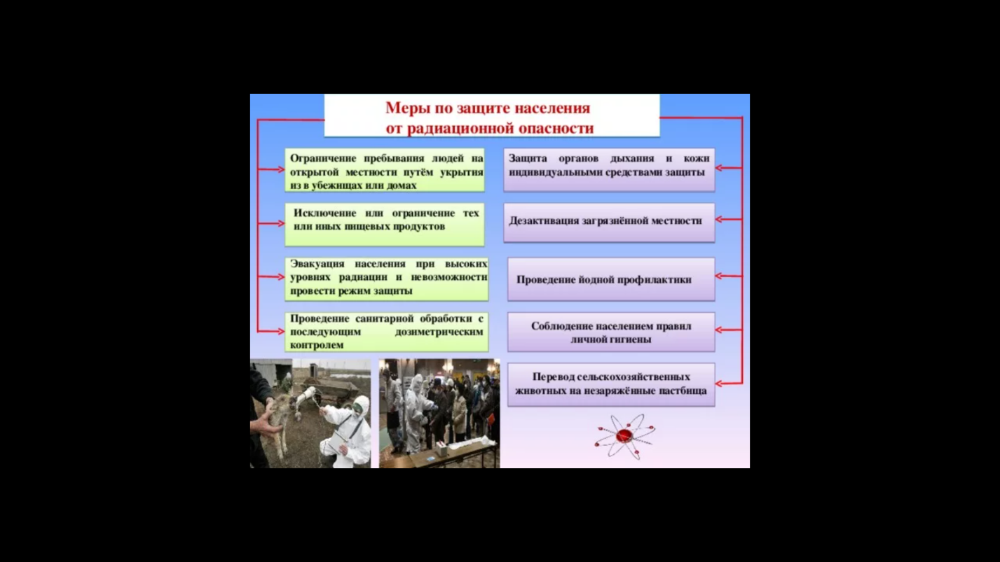 Меры по защите населения
от радиационной опасности
Ограничение пребывания людей на
открытой местности путём укрытия
из в убежищах или домах
Исключение или ограничение тех
или иных пищевых продуктов
Эвакуация населения при высоких
уровнях радиации и невозможности
провести режим защиты
Проведение санитарной обработки с
последующим дозиметрическим
контролем
Защита органов дыхания и кожи
индивидуальными средствами защиты
Дезактивация загрязнённой местности
Проведение йодной профилактики
Соблюдение населением правил
личной гигиены
Перевод сельскохозяйственных
животных на незаряжённые пастбища